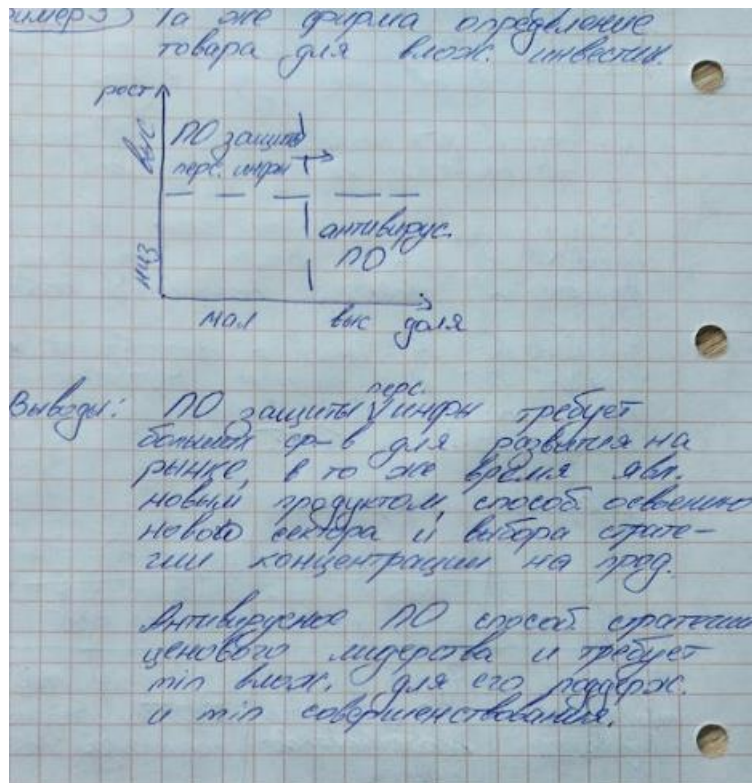 ример 3) Та же фирма определение
товара для влож. инвестиц.
рост
выс
ПО защиты
перс. инфы
низ
антивирус.
ПО
мал выс доля
перс.
Выводы: ПО защиты V инфы требует
больших ср-в для развития на
рынке, в то же время явл.
новым продуктом, способ. освоению
нового сектора и выбора страте-
гии концентрации на прод.
Антивирусное ПО способ. стратегии
ценового лидерства и требует
min влож. для его поддерж.
и min совершенствования.